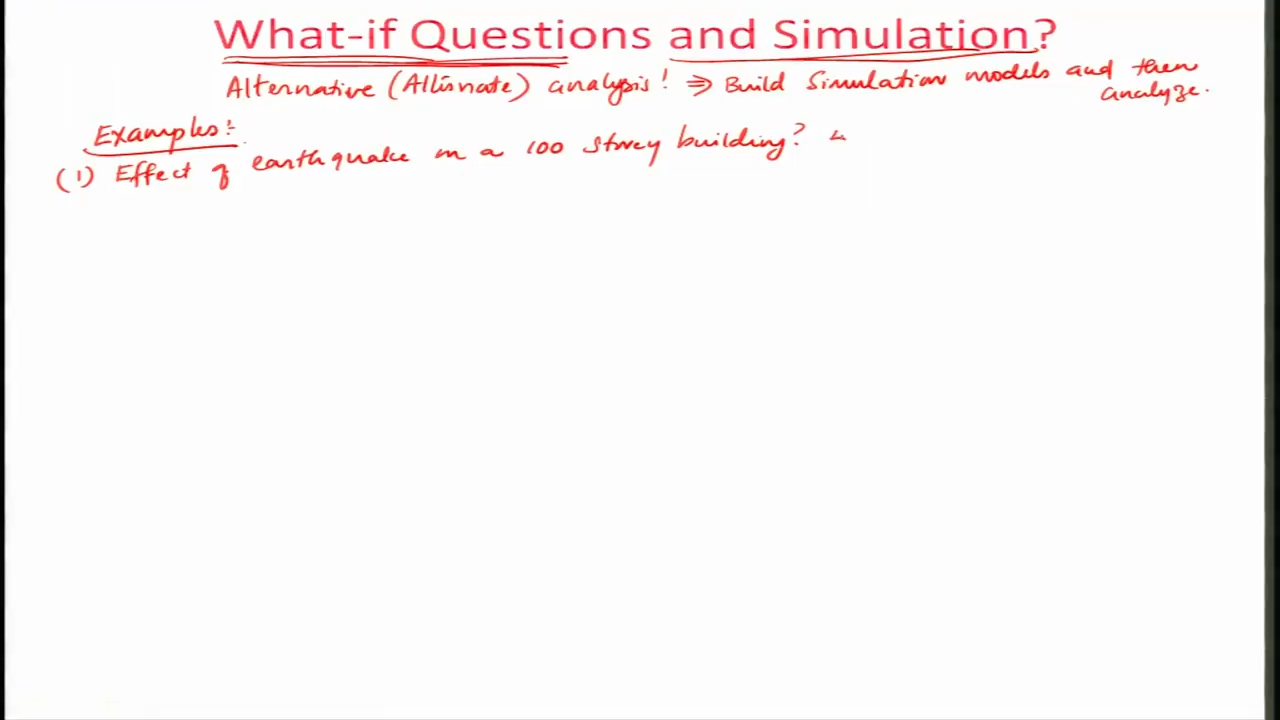 What-if Questions and Simulation?
Alternative (Alternate) analysis! ⇒ Build Simulation models and then analyze.
Examples:
(1) Effect of earthquake on a 100 storey building?